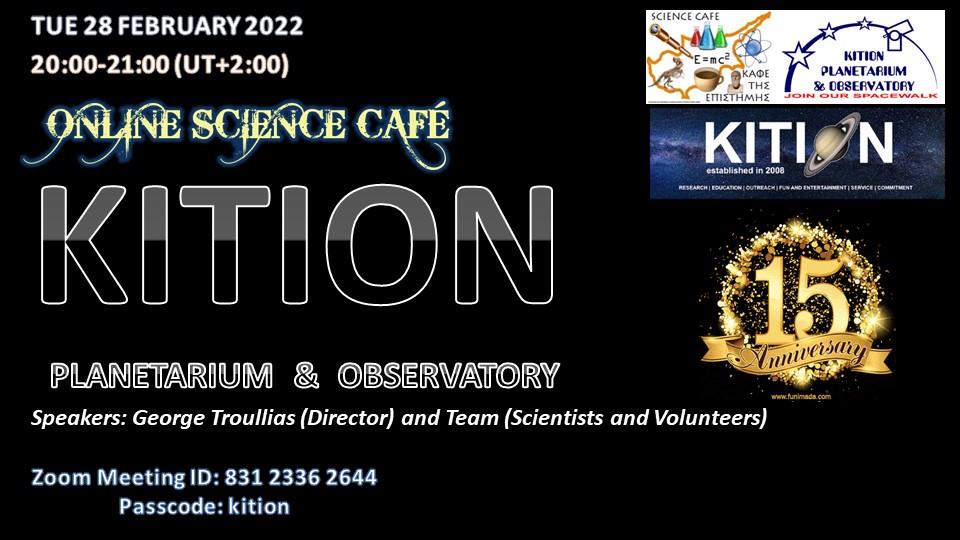 TUE 28 FEBRUARY 2022
20:00-21:00 (UT+2:00)
ONLINE SCIENCE CAFÉ
KITION
PLANETARIUM & OBSERVATORY
Speakers: George Troullias (Director) and Team (Scientists and Volunteers)
Zoom Meeting ID: 831 2336 2644
Passcode: kition
SCIENCE CAFE
E=mc²
ΚΑΦΕ
ΤΗΣ
ΕΠΙΣΤΗΜΗΣ
KITION
PLANETARIUM
& OBSERVATORY
JOIN OUR SPACEWALK
KITION
established in 2008
RESEARCH | EDUCATION | OUTREACH | FUN AND ENTERTAINMENT | SERVICE | COMMITMENT
15
Anniversary
www.funimada.com